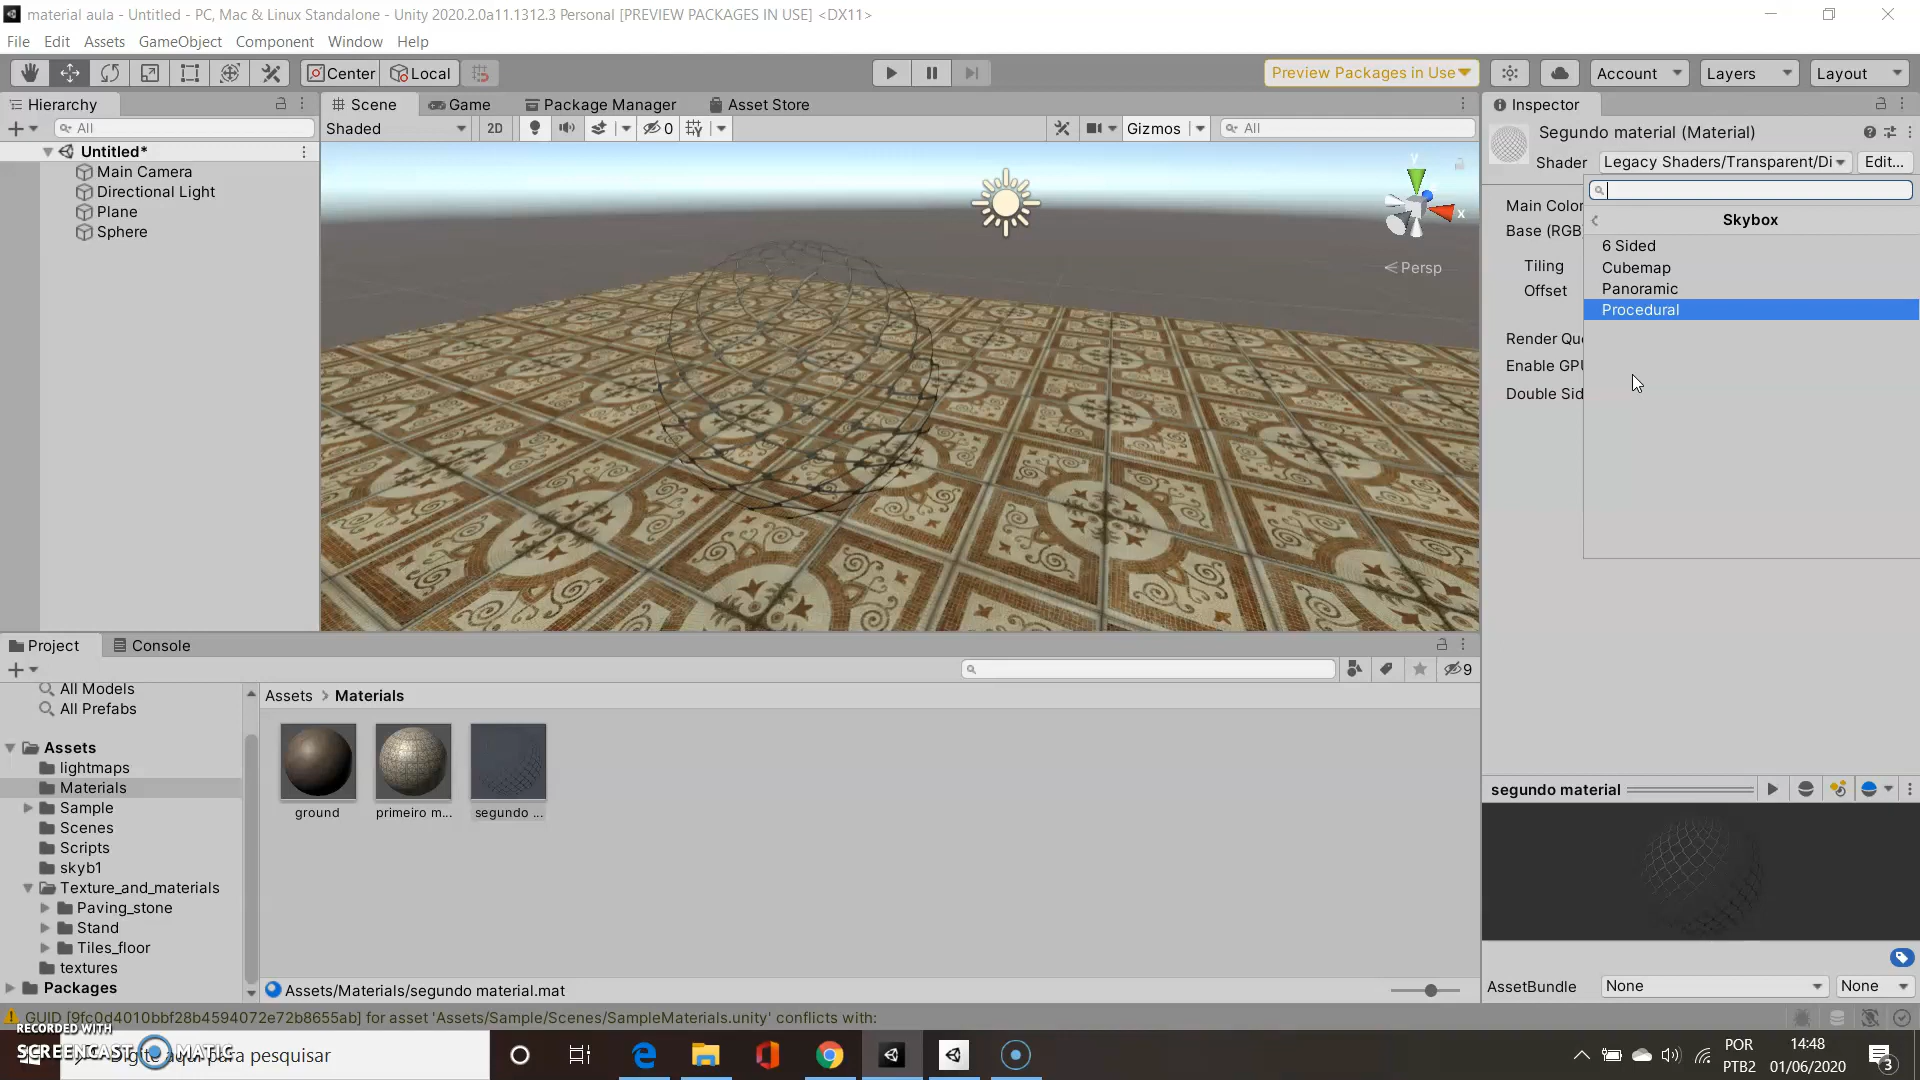 material aula - Untitled - PC, Mac & Linux Standalone - Unity 2020.2.0a11.1312.3 Personal [PREVIEW PACKAGES IN USE] <DX11>
File Edit Assets GameObject Component Window Help
Center Local Preview Packages in Use Account Layers Layout
Hierarchy Scene Game Package Manager Asset Store Inspector
All Shaded 2D 0 Gizmos All
Segundo material (Material)
Shader Legacy Shaders/Transparent/Di Edit...
Untitled*
Main Camera
Directional Light
Plane
Sphere
y
x
Persp
Main Color
Base (RGB
Tiling
Offset
Render Que
Enable GPU
Double Sid
Skybox
6 Sided
Cubemap
Panoramic
Procedural
Project Console
9
All Models
All Prefabs
Assets
lightmaps
Materials
Sample
Scenes
Scripts
skyb1
Texture_and_materials
Paving_stone
Stand
Tiles_floor
textures
Packages
Assets > Materials
ground primeiro m... segundo ...
Assets/Materials/segundo material.mat
segundo material
AssetBundle None None
GUID [9fc0d4010bbf28b4594072e72b8655ab] for asset 'Assets/Sample/Scenes/SampleMaterials.unity' conflicts with:
RECORDED WITH
SCREENCAST MATIC
Digite aqui para pesquisar
POR
PTB2
14:48
01/06/2020
3